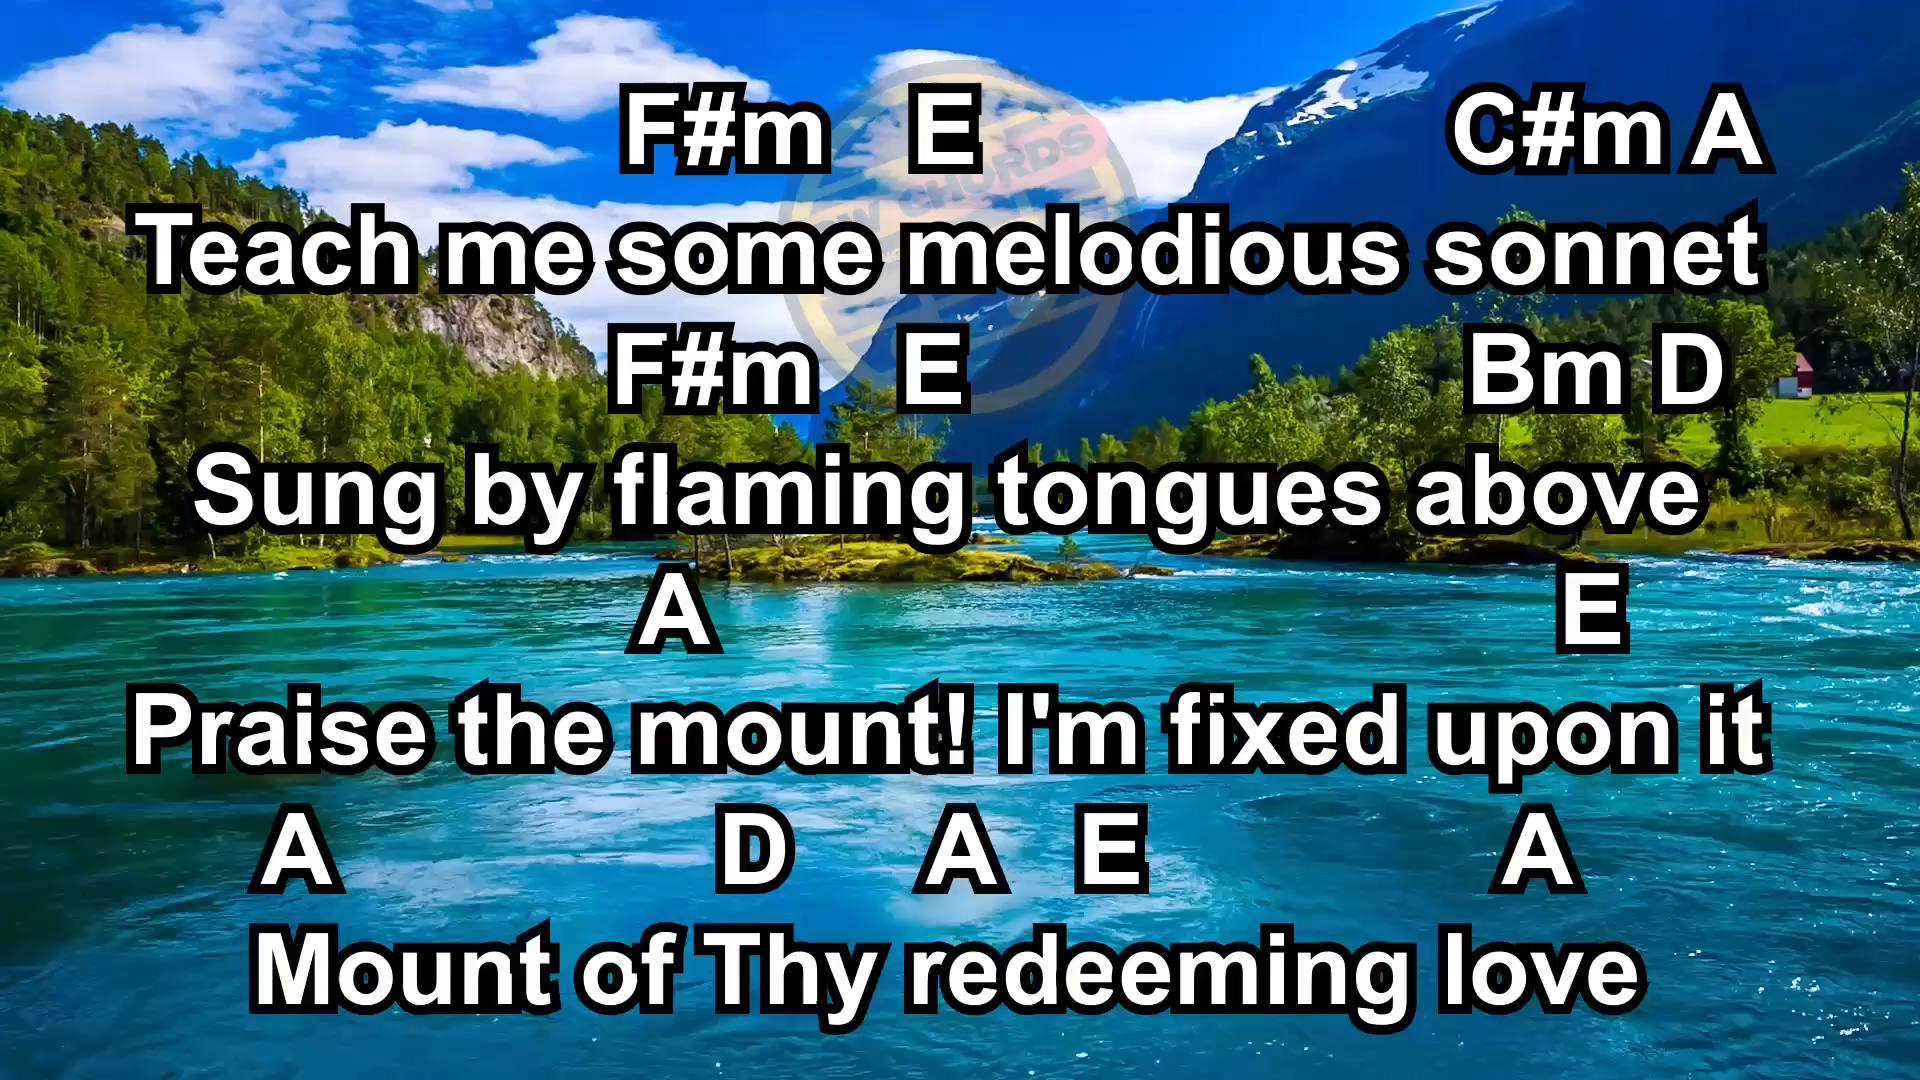 F#m E C#m A
Teach me some melodious sonnet
F#m E Bm D
Sung by flaming tongues above
A E
Praise the mount! I'm fixed upon it
A D A E A
Mount of Thy redeeming love
CHORDS